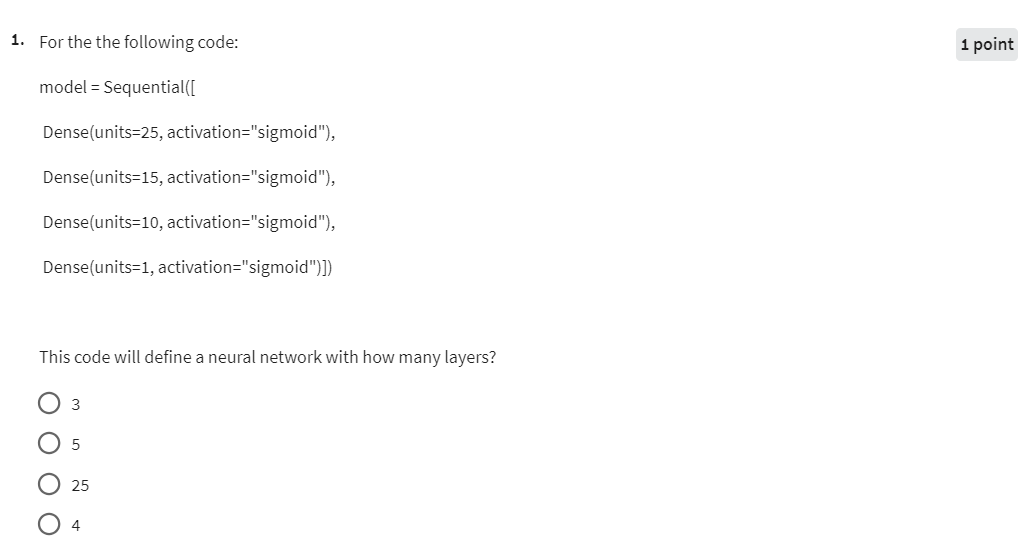 1. For the the following code:
1 point
model = Sequential([
Dense(units=25, activation="sigmoid"),
Dense(units=15, activation="sigmoid"),
Dense(units=10, activation="sigmoid"),
Dense(units=1, activation="sigmoid")])
This code will define a neural network with how many layers?
3
5
25
4